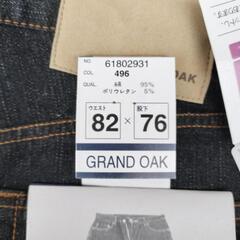 OAK
NO. 61802931
COL. 496
QUAL. 綿 95%
ポリウレタン 5%
ウエスト 股下
82 × 76
GRAND OAK